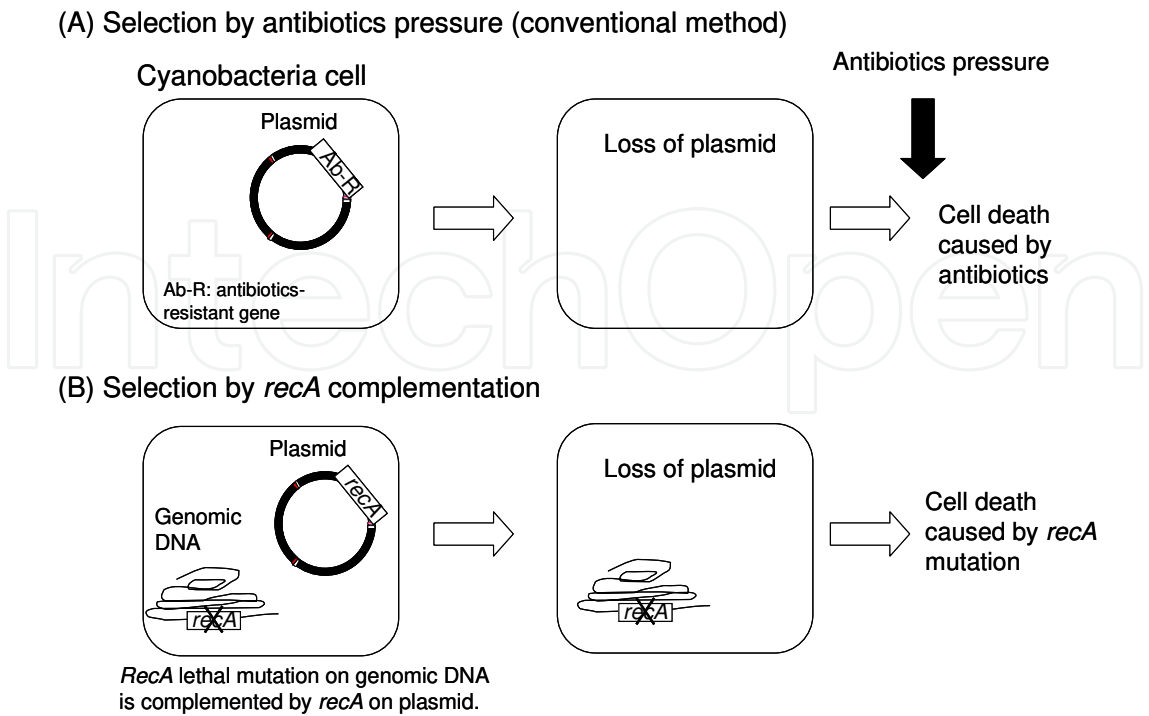 (A) Selection by antibiotics pressure (conventional method)
Cyanobacteria cell
Antibiotics pressure
Plasmid
Ab-R
Loss of plasmid
Cell death
caused by
antibiotics
Ab-R: antibiotics-
resistant gene
IntechOpen
(B) Selection by recA complementation
Plasmid
recA
Genomic
DNA
recA
Loss of plasmid
recA
Cell death
caused by recA
mutation
RecA lethal mutation on genomic DNA
is complemented by recA on plasmid.